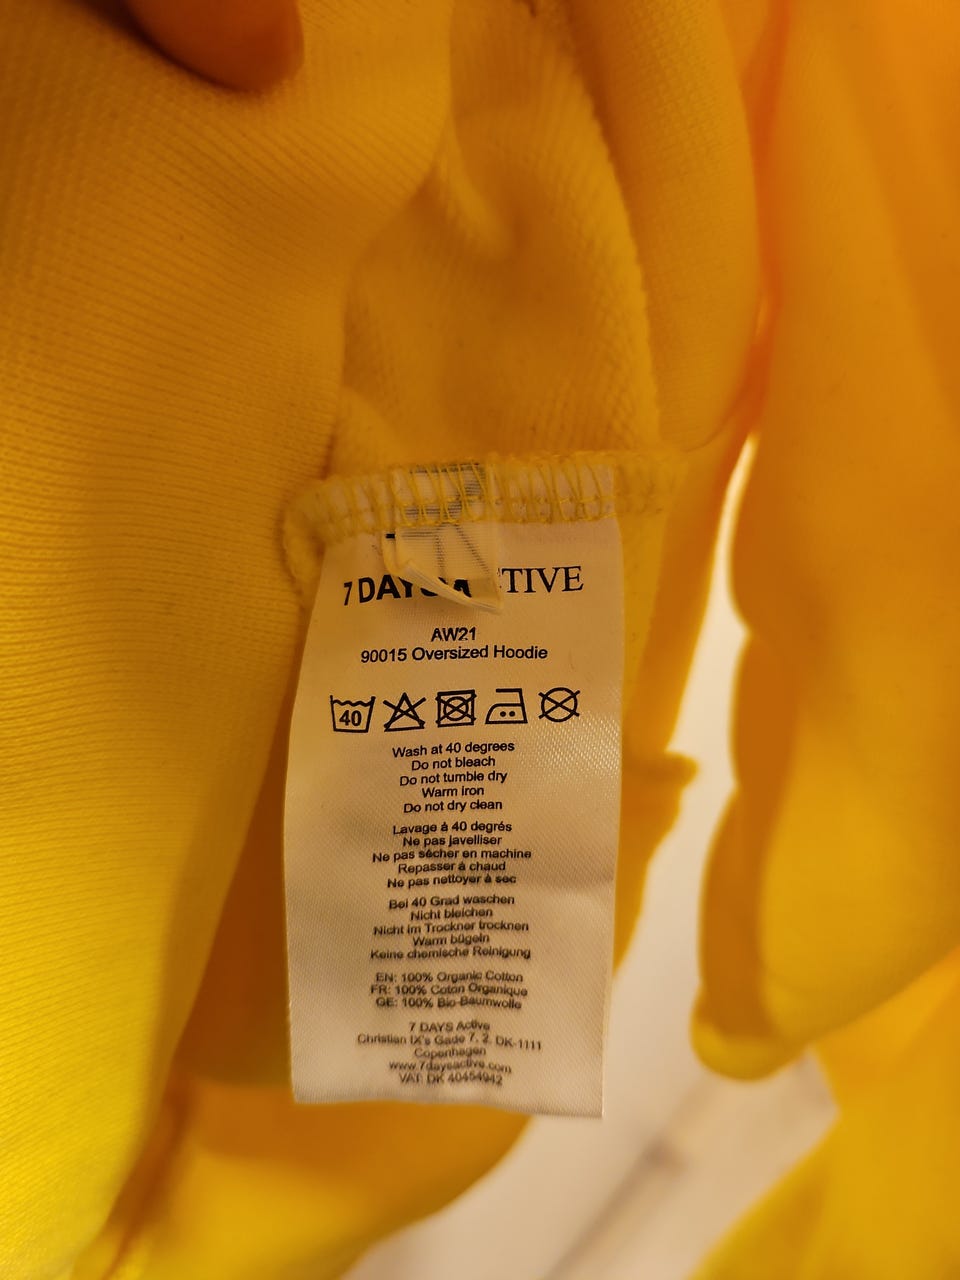 7 DAYS ACTIVE
AW21
90015 Oversized Hoodie
40
Wash at 40 degrees
Do not bleach
Do not tumble dry
Warm iron
Do not dry clean
Lavage à 40 degrés
Ne pas javelliser
Ne pas sécher en machine
Repasser à chaud
Ne pas nettoyer à sec
Bei 40 Grad waschen
Nicht bleichen
Nicht im Trockner trocknen
Warm bügeln
Keine chemische Reinigung
EN: 100% Organic Cotton
FR: 100% Coton Organique
GE: 100% Bio-Baumwolle
7 DAYS Active
Christian IX's Gade 7, 2, DK-1111
Copenhagen
www.7daysactive.com
VAT: DK 40454942